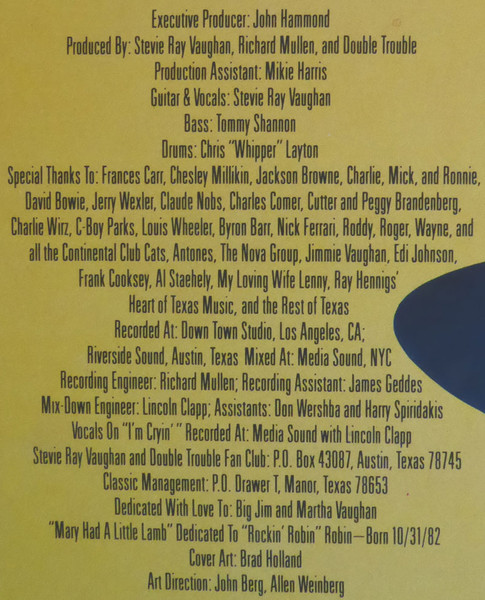 Executive Producer: John Hammond
Produced By: Stevie Ray Vaughan, Richard Mullen, and Double Trouble
Production Assistant: Mikie Harris
Guitar & Vocals: Stevie Ray Vaughan
Bass: Tommy Shannon
Drums: Chris “Whipper” Layton
Special Thanks To: Frances Carr, Chesley Millikin, Jackson Browne, Charlie, Mick, and Ronnie,
David Bowie, Jerry Wexler, Claude Nobs, Charles Comer, Cutter and Peggy Brandenberg,
Charlie Wirz, C-Boy Parks, Louis Wheeler, Byron Barr, Nick Ferrari, Roddy, Roger, Wayne, and
all the Continental Club Cats, Antones, The Nova Group, Jimmie Vaughan, Edi Johnson,
Frank Cooksey, Al Staehely, My Loving Wife Lenny, Ray Hennigs’
Heart of Texas Music, and the Rest of Texas
Recorded At: Down Town Studio, Los Angeles, CA;
Riverside Sound, Austin, Texas Mixed At: Media Sound, NYC
Recording Engineer: Richard Mullen; Recording Assistant: James Geddes
Mix-Down Engineer: Lincoln Clapp; Assistants: Don Wershba and Harry Spiridakis
Vocals On “I’m Cryin’ ” Recorded At: Media Sound with Lincoln Clapp
Stevie Ray Vaughan and Double Trouble Fan Club: P.O. Box 43087, Austin, Texas 78745
Classic Management: P.O. Drawer T, Manor, Texas 78653
Dedicated With Love To: Big Jim and Martha Vaughan
“Mary Had A Little Lamb” Dedicated To “Rockin’ Robin” Robin—Born 10/31/82
Cover Art: Brad Holland
Art Direction: John Berg, Allen Weinberg